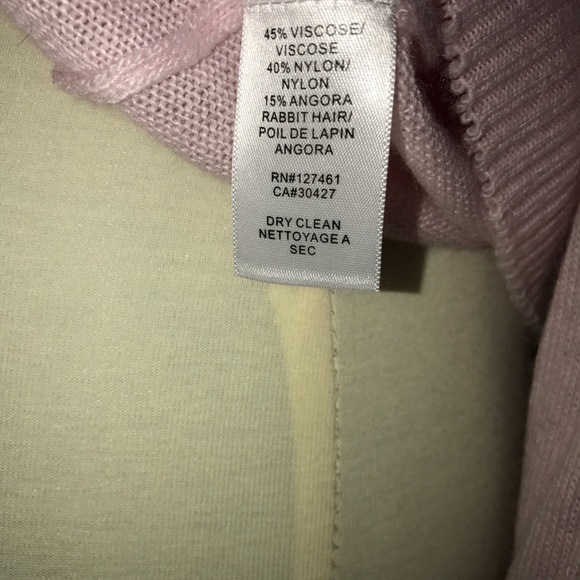 45% VISCOSE/
VISCOSE
40% NYLON/
NYLON
15% ANGORA
RABBIT HAIR/
POIL DE LAPIN
ANGORA
RN#127461
CA#30427
DRY CLEAN
NETTOYAGE A
SEC